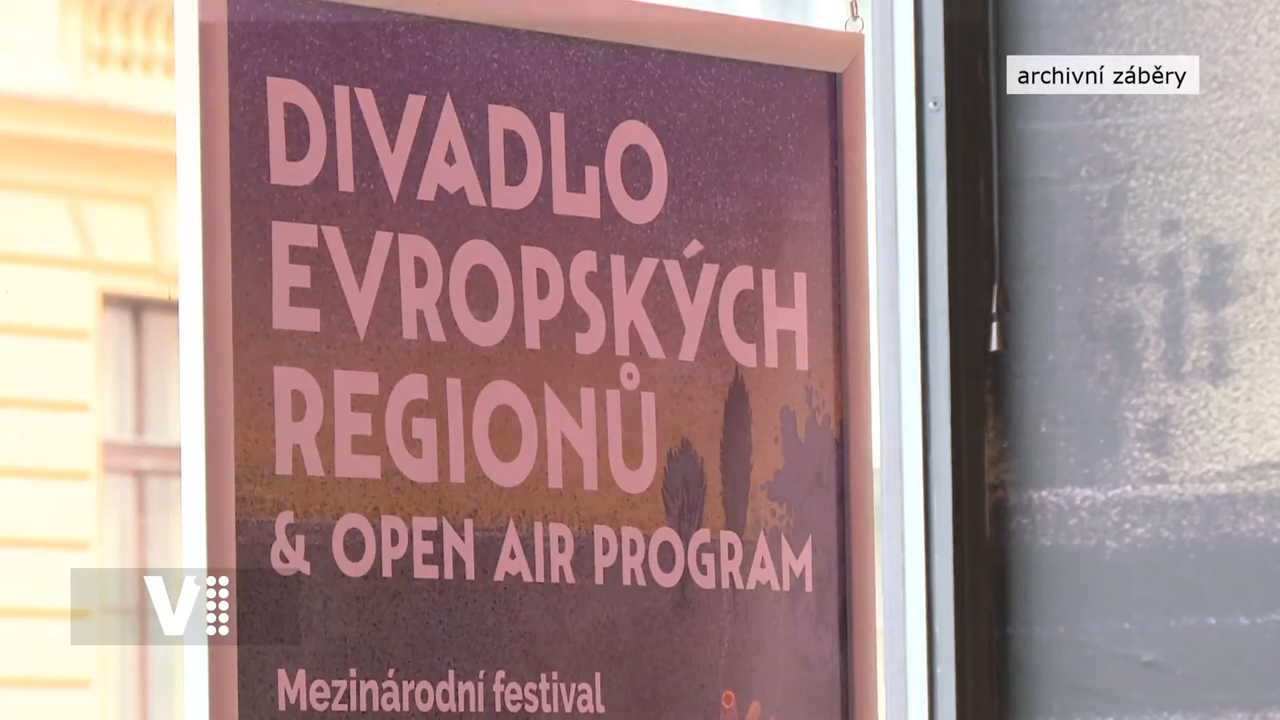 archivní záběry
DIVADLO
EVROPSKÝCH
REGIONŮ
& OPEN AIR PROGRAM
Mezinárodní festival
V